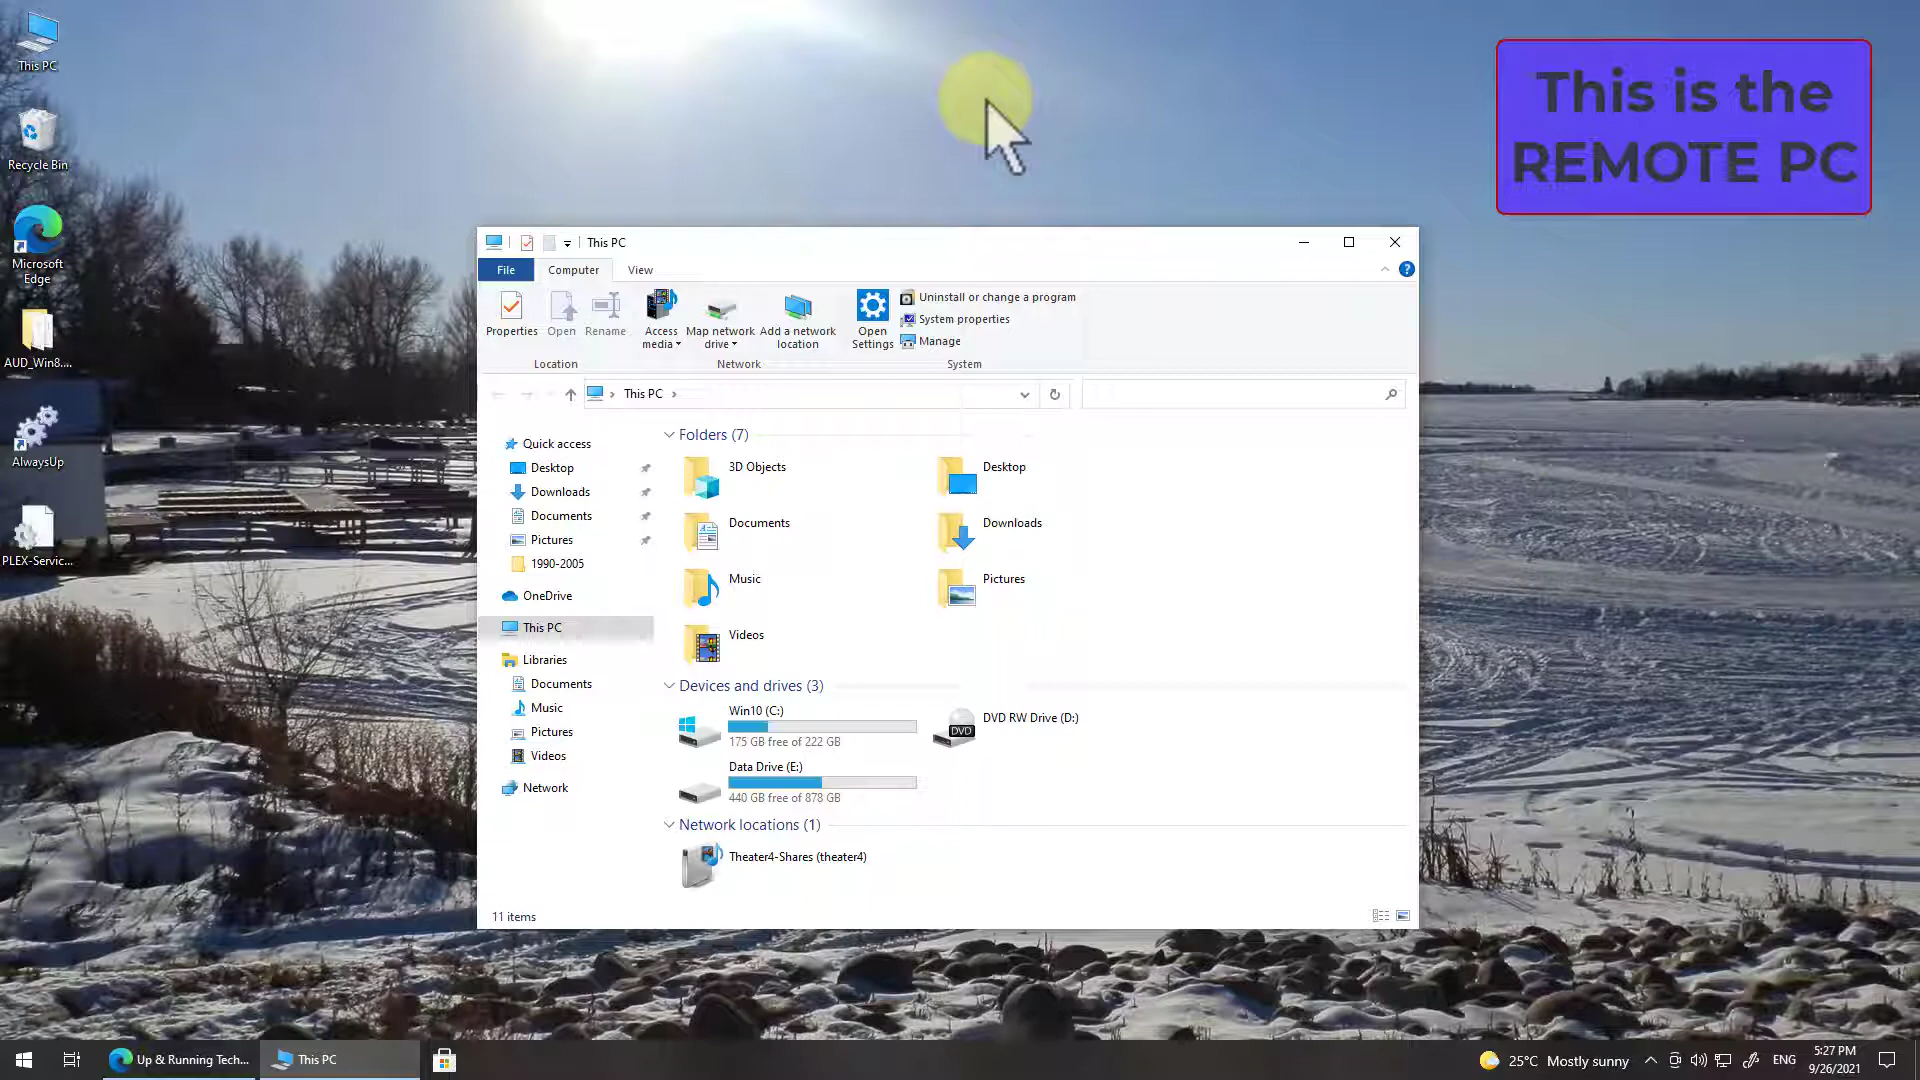 This PC
Recycle Bin
Microsoft
Edge
AUD_Win8....
AlwaysUp
PLEX-Servic...
This is the
REMOTE PC
This PC
File
Computer
View
Properties
Open
Rename
Access
media
Map network
drive
Add a network
location
Open
Settings
Uninstall or change a program
System properties
Manage
Location
Network
System
This PC
Quick access
Desktop
Downloads
Documents
Pictures
1990-2005
OneDrive
This PC
Libraries
Documents
Music
Pictures
Videos
Network
Folders (7)
3D Objects
Desktop
Documents
Downloads
Music
Pictures
Videos
Devices and drives (3)
Win10 (C:)
175 GB free of 222 GB
DVD RW Drive (D:)
DVD
Data Drive (E:)
440 GB free of 878 GB
Network locations (1)
Theater4-Shares (theater4)
11 items
Up & Running Tech...
This PC
25°C Mostly sunny
ENG
5:27 PM
9/26/2021